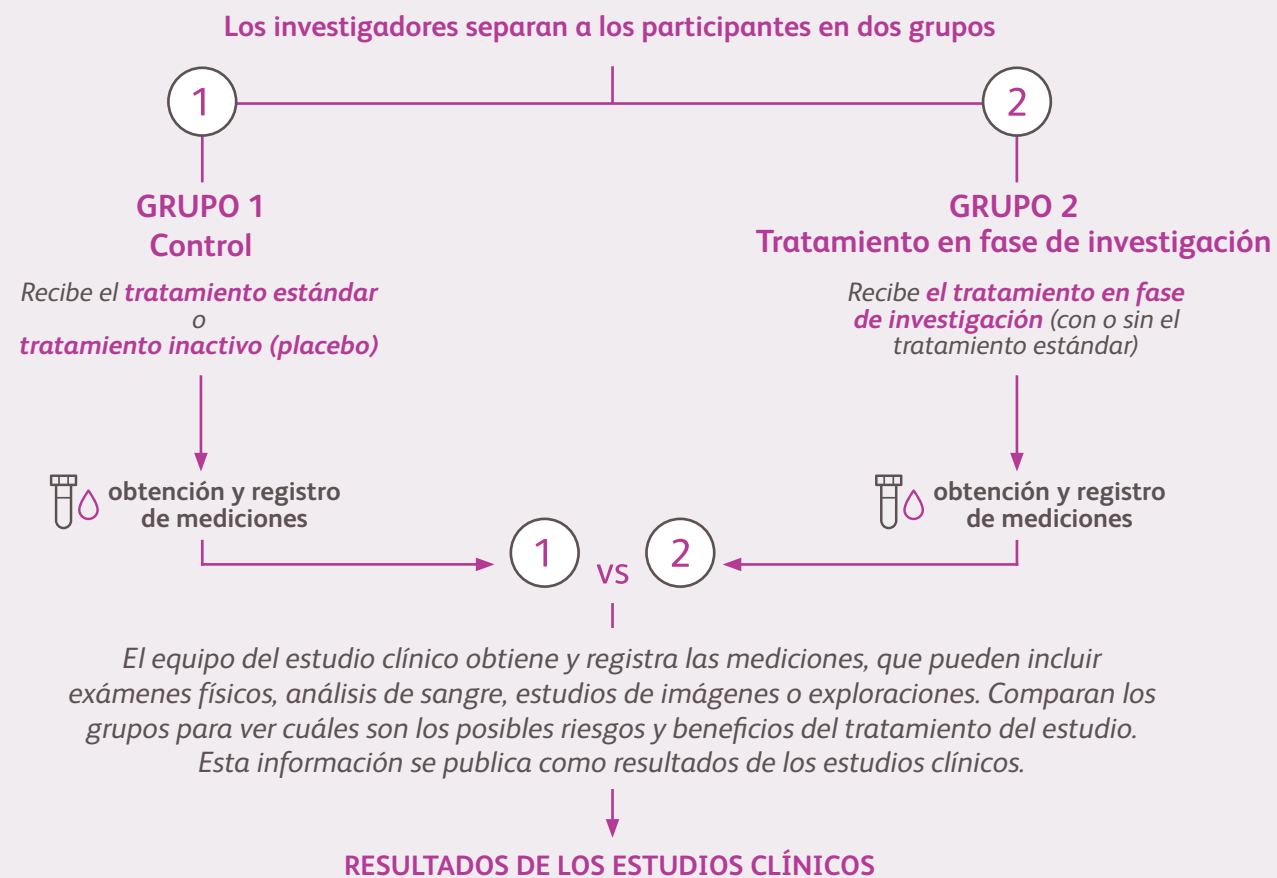 Los investigadores separan a los participantes en dos grupos
1
2
GRUPO 1
Control
Recibe el tratamiento estándar
o
tratamiento inactivo (placebo)
GRUPO 2
Tratamiento en fase de investigación
Recibe el tratamiento en fase
de investigación (con o sin el
tratamiento estándar)
obtención y registro
de mediciones
obtención y registro
de mediciones
1 vs 2
El equipo del estudio clínico obtiene y registra las mediciones, que pueden incluir
exámenes físicos, análisis de sangre, estudios de imágenes o exploraciones. Comparan los
grupos para ver cuáles son los posibles riesgos y beneficios del tratamiento del estudio.
Esta información se publica como resultados de los estudios clínicos.
RESULTADOS DE LOS ESTUDIOS CLÍNICOS